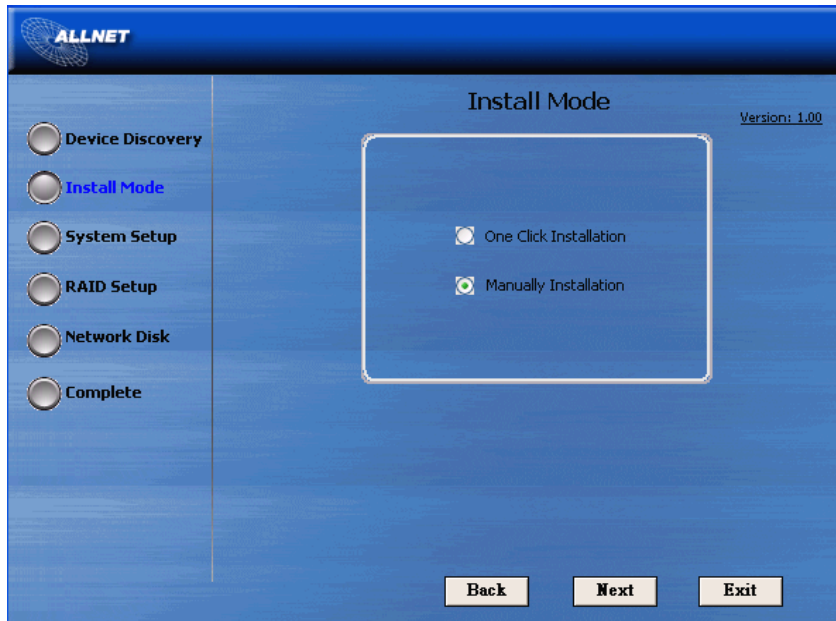 ALLNET
Install Mode
Version: 1.00
Device Discovery
Install Mode
System Setup
RAID Setup
Network Disk
Complete
One Click Installation
Manually Installation
Back
Next
Exit